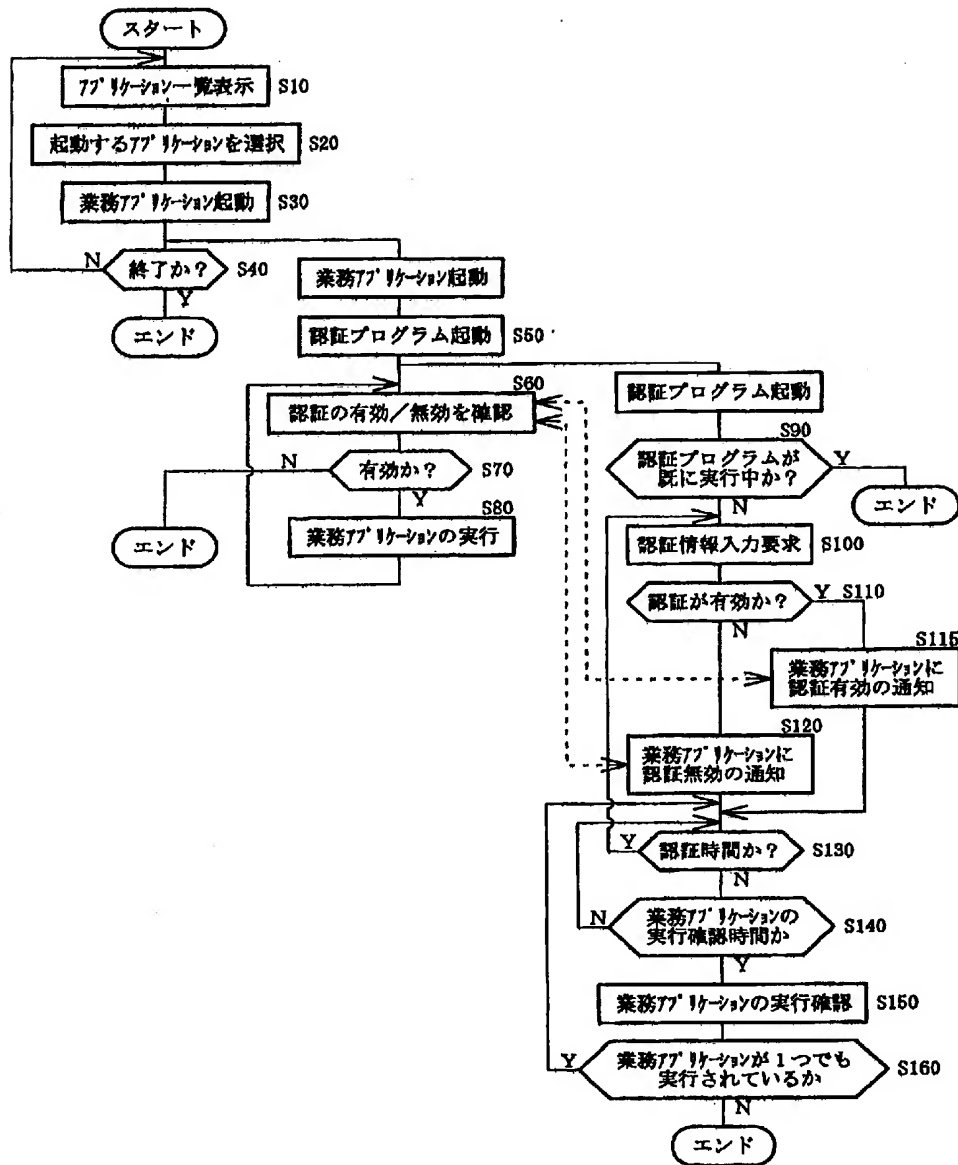 スタート
アプリケーション一覧表示 S10
起動するアプリケーションを選択 S20
業務アプリケーション起動 S30
N 終了か？ S40
Y
エンド
業務アプリケーション起動
認証プログラム起動 S50
S60
認証の有効／無効を確認
N 有効か？ S70
Y
S80
業務アプリケーションの実行
エンド
認証プログラム起動
S90
認証プログラムが
既に実行中か？
Y
エンド
N
認証情報入力要求 S100
認証が有効か？ Y S110
N
S115
業務アプリケーションに
認証有効の通知
S120
業務アプリケーションに
認証無効の通知
Y 認証時間か？ S130
N
N 業務アプリケーションの
実行確認時間か S140
Y
業務アプリケーションの実行確認 S150
Y 業務アプリケーションが１つでも
実行されているか S160
N
エンド